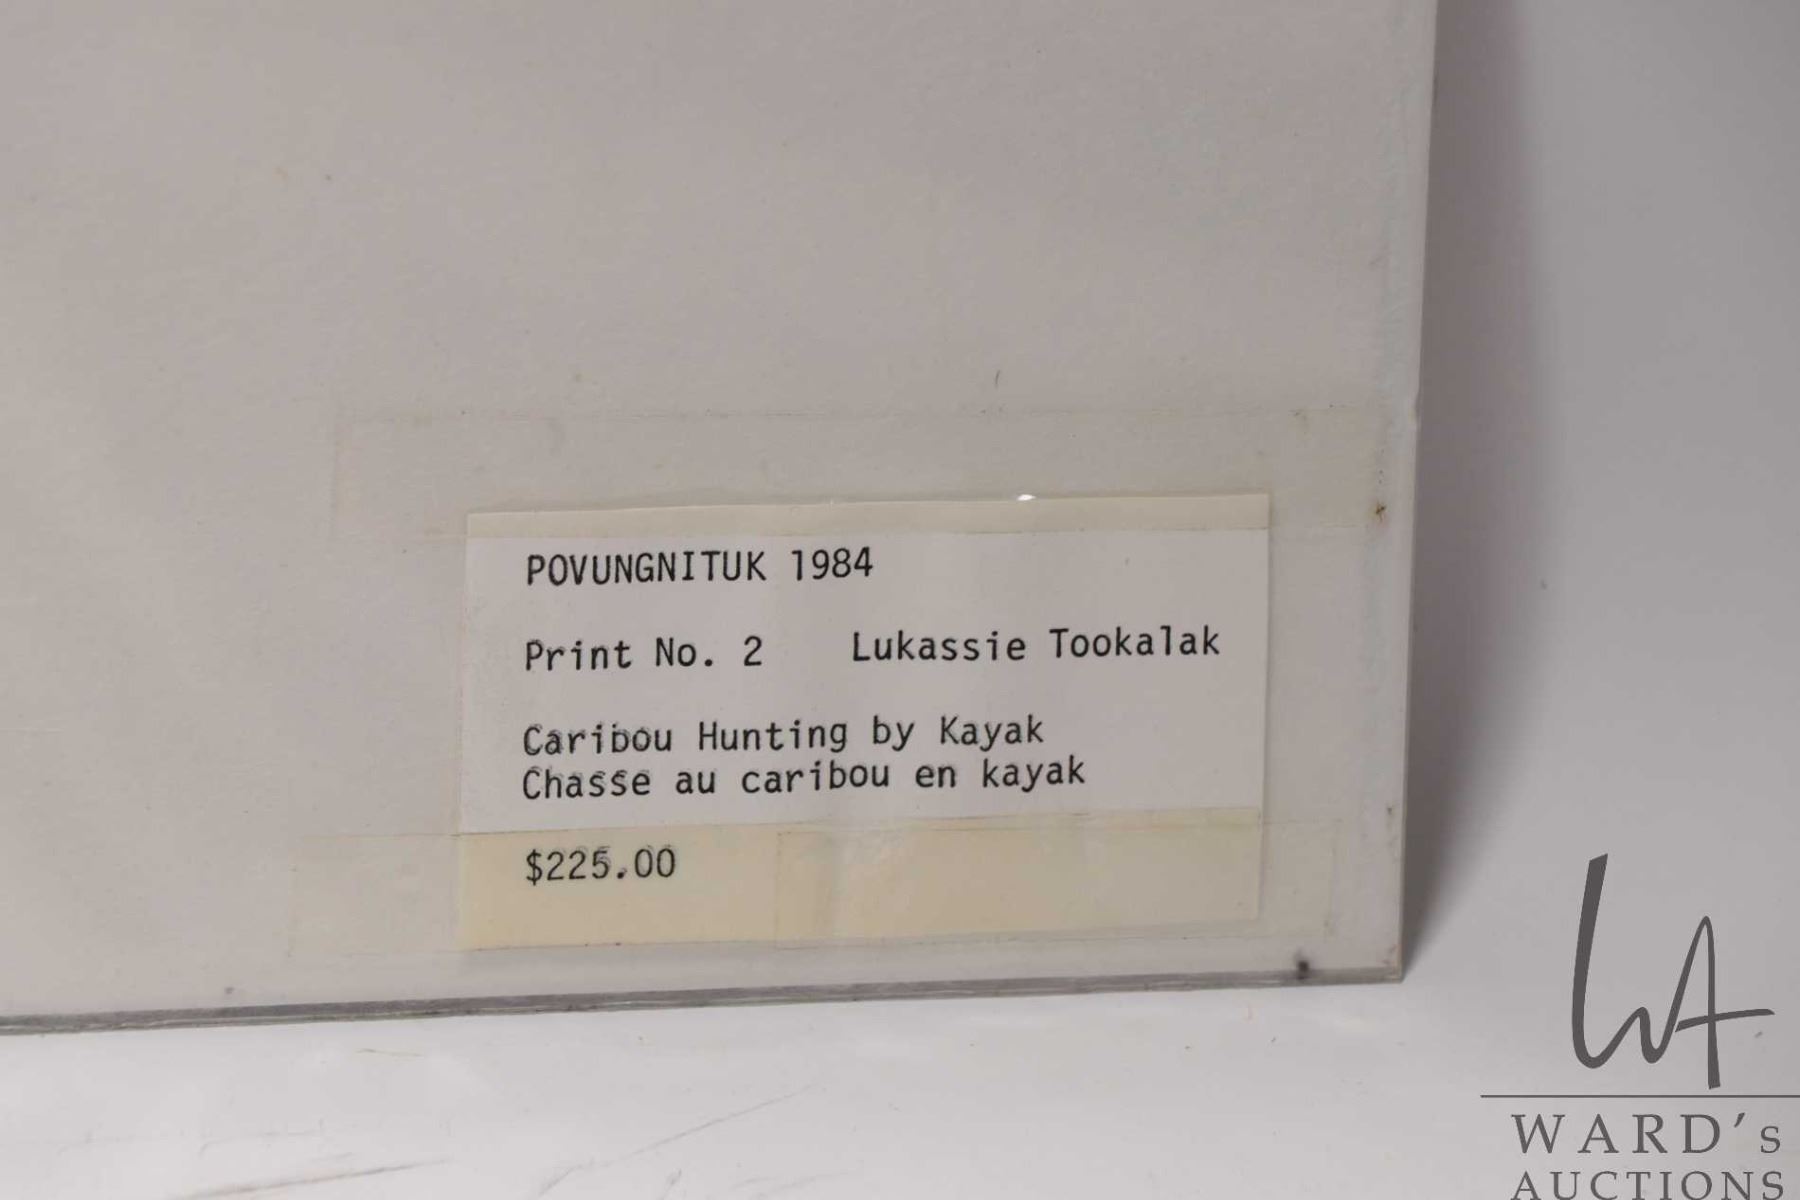 POVUNGNITUK 1984
Print No. 2 Lukassie Tookalak
Caribou Hunting by Kayak
Chasse au caribou en kayak
$225.00
WA
WARD's
AUCTIONS